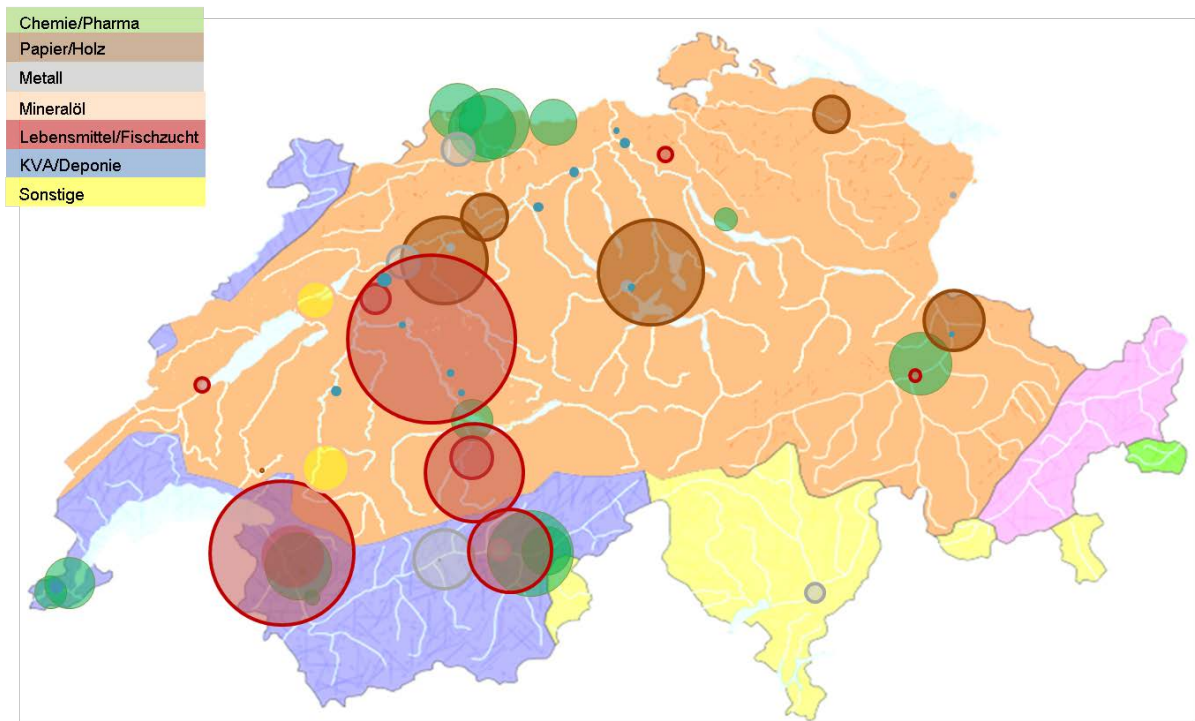 Chemie/Pharma
Papier/Holz
Metall
Mineralöl
Lebensmittel/Fischzucht
KVA/Deponie
Sonstige